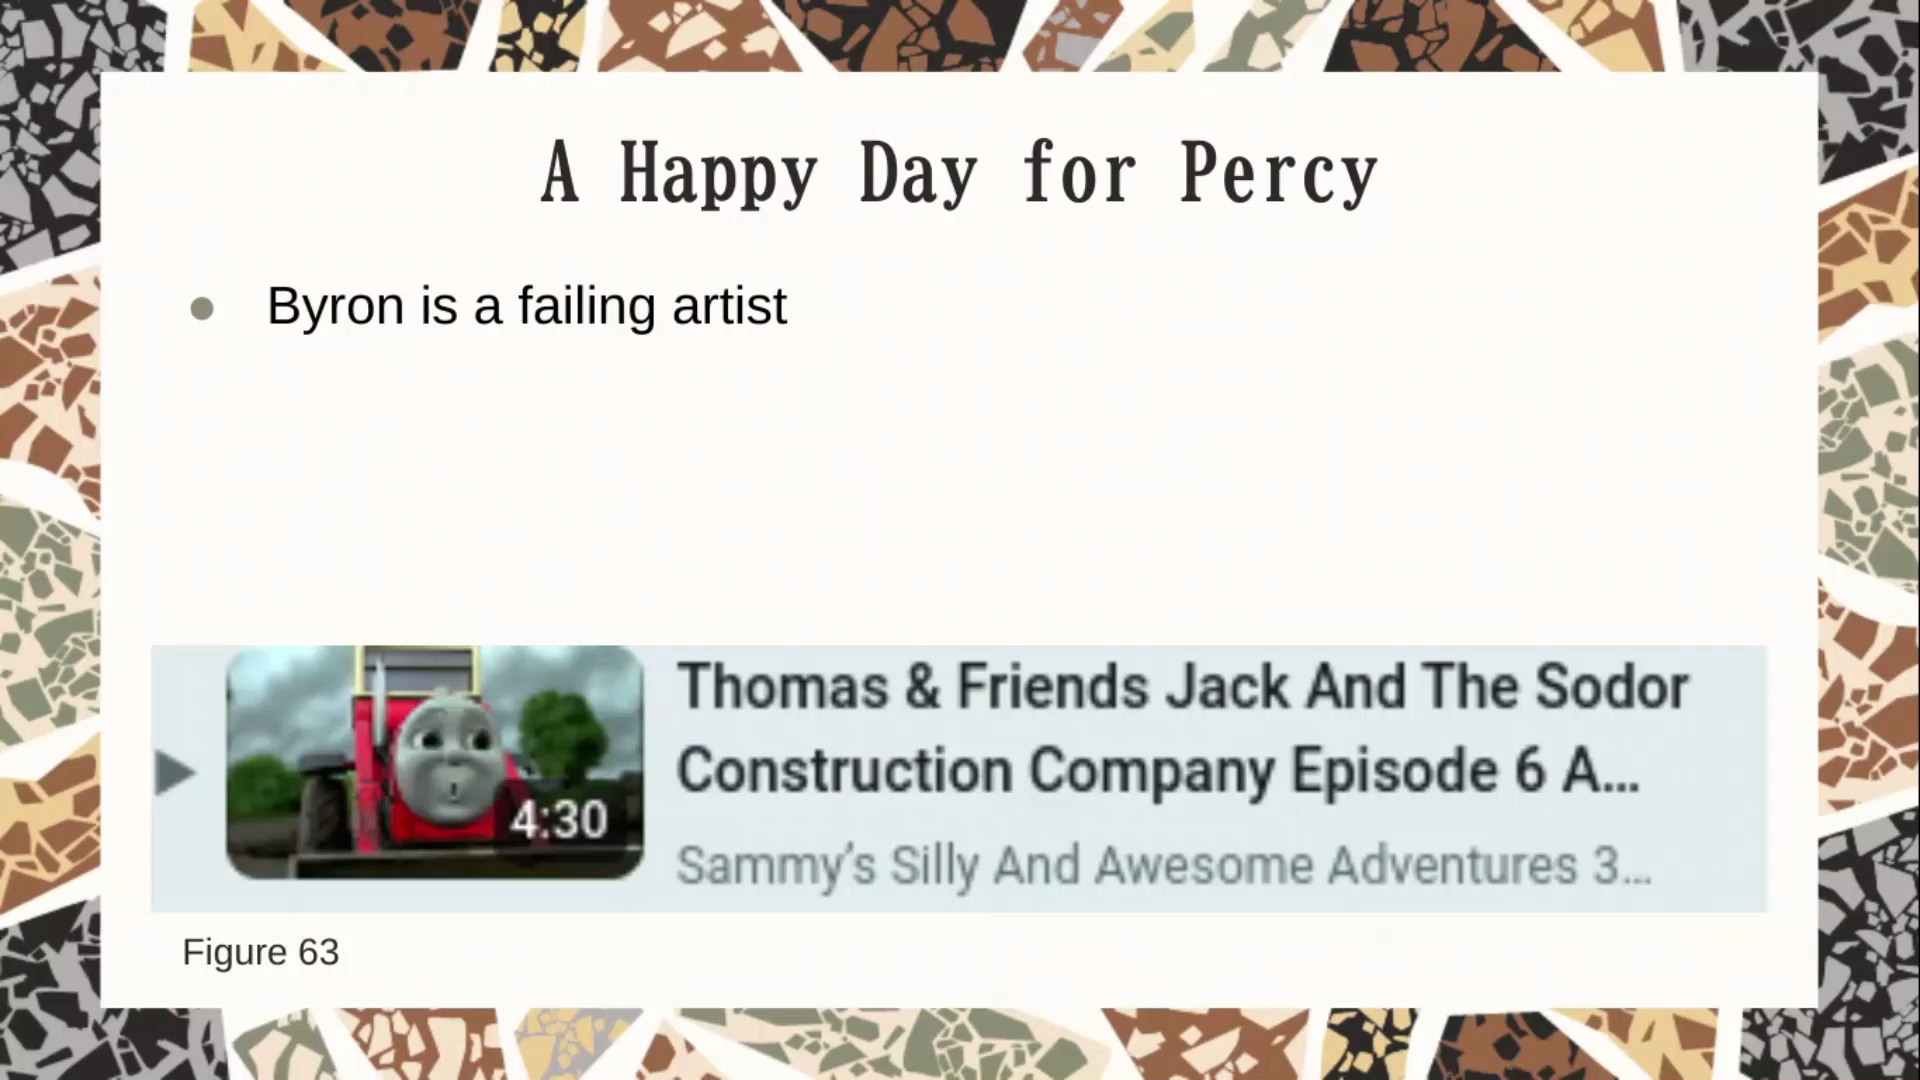 A Happy Day for Percy
Byron is a failing artist
4:30
Thomas & Friends Jack And The Sodor
Construction Company Episode 6 A...
Sammy's Silly And Awesome Adventures 3...
Figure 63